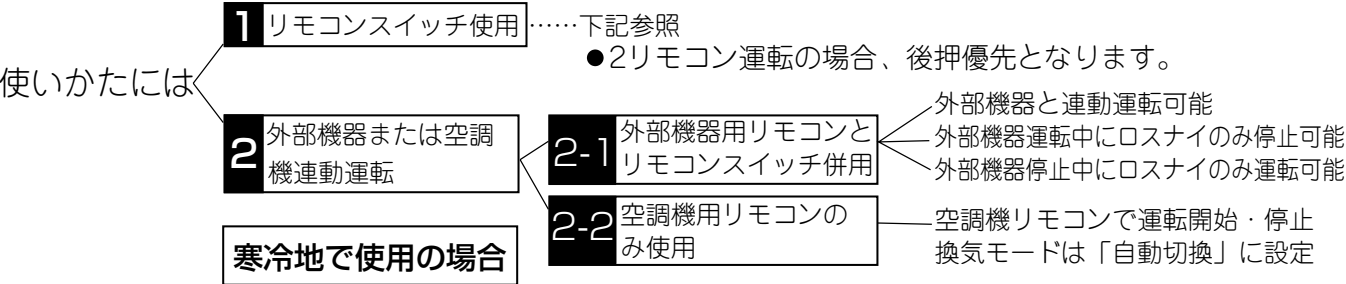 使いかたには
1 リモコンスイッチ使用……下記参照
●2リモコン運転の場合、後押優先となります。
2 外部機器または空調
機連動運転
2-1 外部機器用リモコンと
リモコンスイッチ併用
外部機器と連動運転可能
外部機器運転中にロスナイのみ停止可能
外部機器停止中にロスナイのみ運転可能
2-2 空調機用リモコンの
み使用
空調機リモコンで運転開始・停止
換気モードは「自動切換」に設定
寒冷地で使用の場合